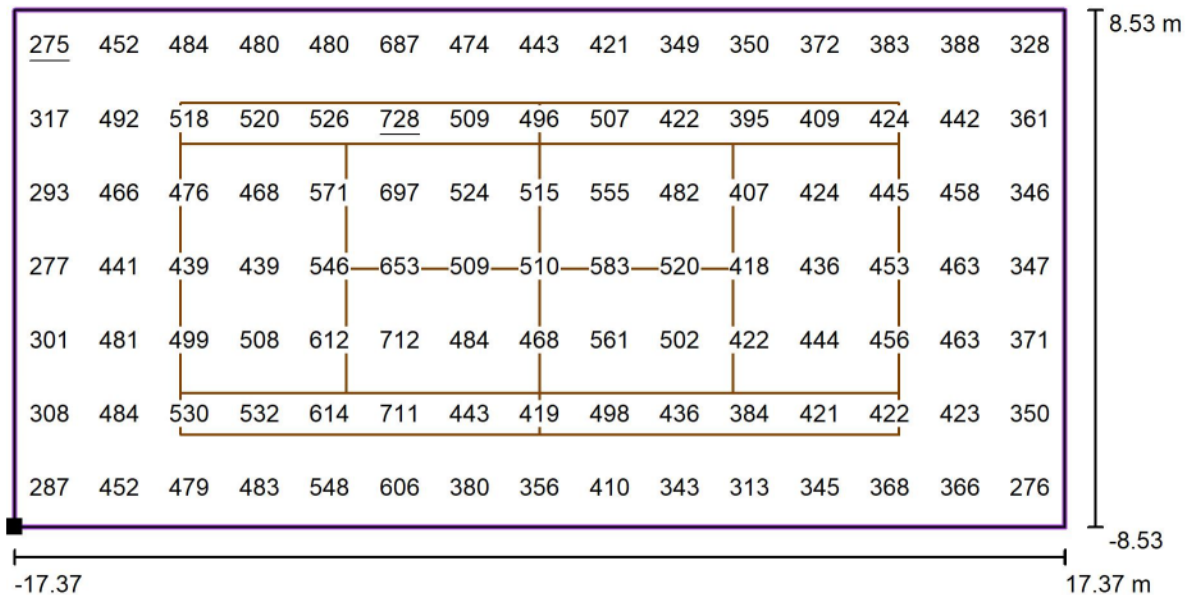 8.53 m
275 452 484 480 480 687 474 443 421 349 350 372 383 388 328
317 492 518 520 526 728 509 496 507 422 395 409 424 442 361
293 466 476 468 571 697 524 515 555 482 407 424 445 458 346
277 441 439 439 546 653 509 510 583 520 418 436 453 463 347
301 481 499 508 612 712 484 468 561 502 422 444 456 463 371
308 484 530 532 614 711 443 419 498 436 384 421 422 423 350
287 452 479 483 548 606 380 356 410 343 313 345 368 366 276
-8.53
-17.37 17.37 m